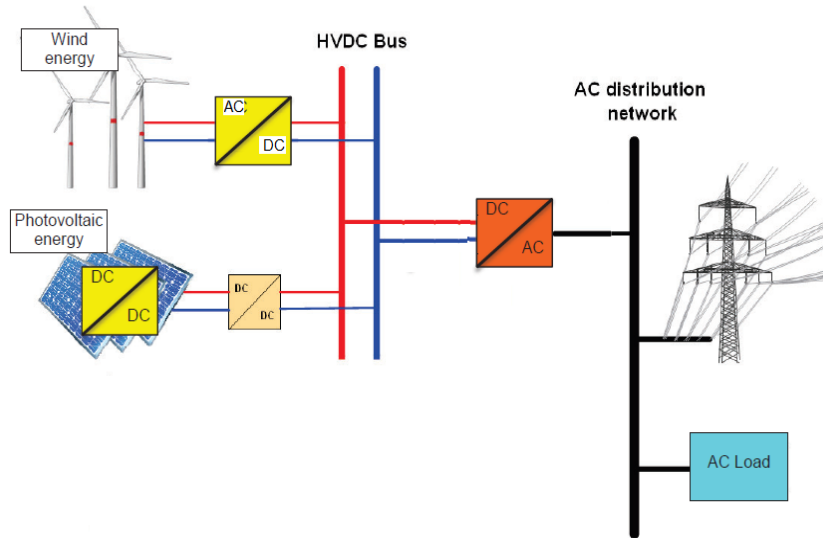 Wind
energy
HVDC Bus
AC distribution
network
AC
DC
Photovoltaic
energy
DC
DC
DC
DC
DC
AC
AC Load